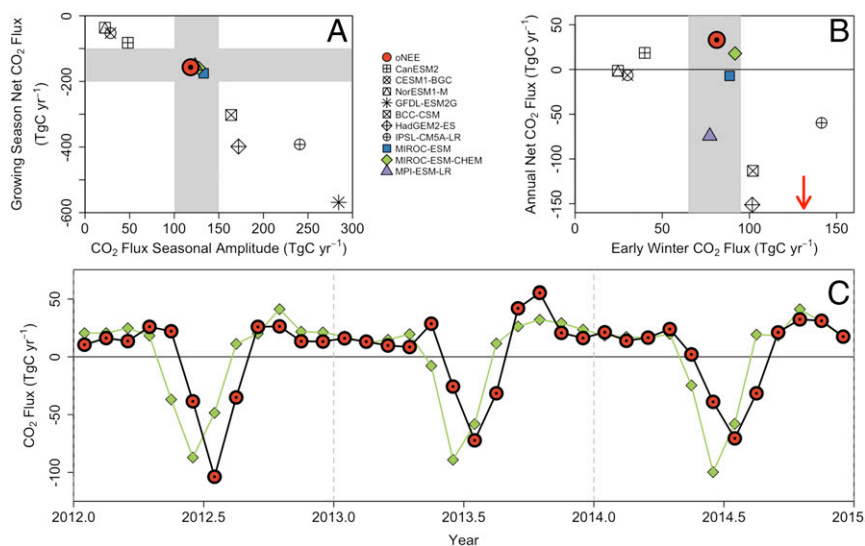 A
Growing Season Net CO2 Flux
(TgC yr−1)
0
−200
−400
−600
0 50 100 150 200 250 300
CO2 Flux Seasonal Amplitude (TgC yr−1)
oNEE
CanESM2
CESM1-BGC
NorESM1-M
GFDL-ESM2G
BCC-CSM
HadGEM2-ES
IPSL-CM5A-LR
MIROC-ESM
MIROC-ESM-CHEM
MPI-ESM-LR
B
Annual Net CO2 Flux (TgC yr−1)
50
0
−50
−100
−150
0 50 100 150
Early Winter CO2 Flux (TgC yr−1)
C
CO2 Flux (TgC yr−1)
50
0
-50
-100
2012.0 2012.5 2013.0 2013.5 2014.0 2014.5 2015
Year